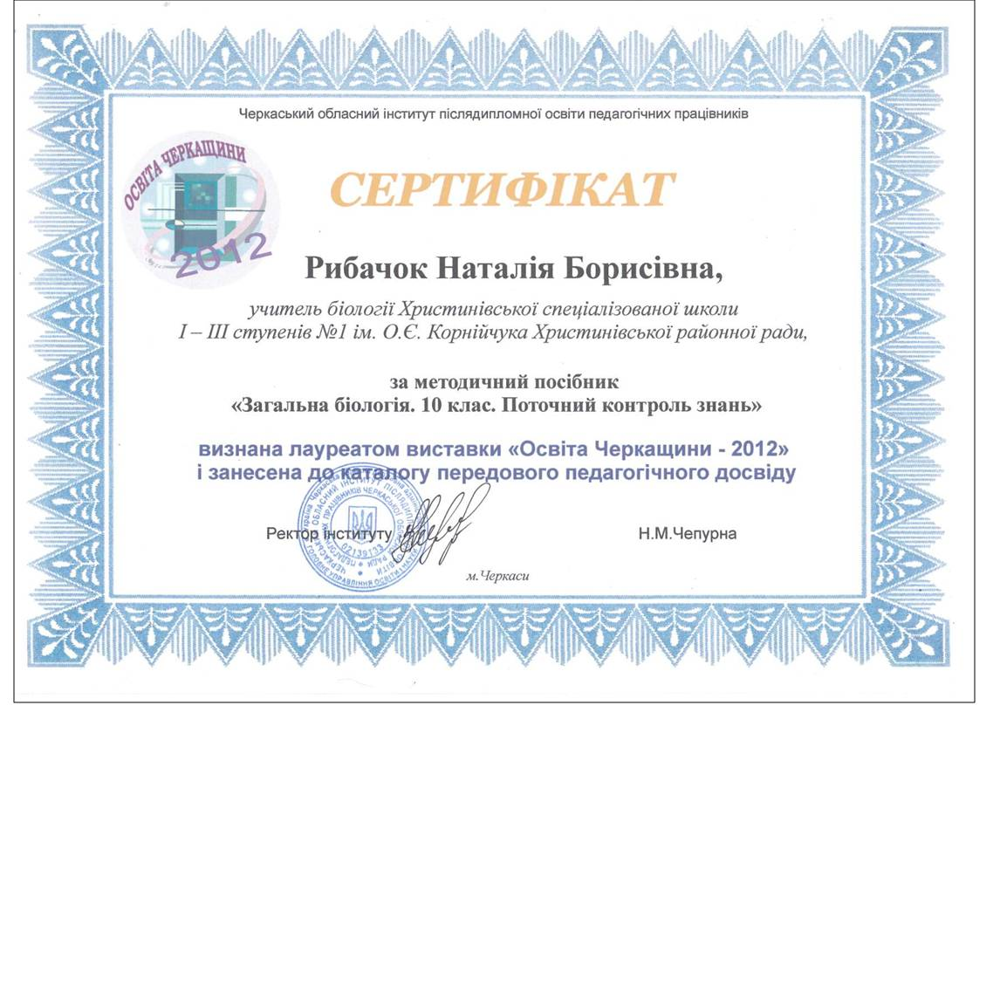 Черкаський обласний інститут післядипломної освіти педагогічних працівників
ОСВІТА ЧЕРКАЩИНИ
2012
СЕРТИФІКАТ
Рибачок Наталія Борисівна,
учитель біології Христинівської спеціалізованої школи
І – ІІІ ступенів №1 ім. О.Є. Корнійчука Христинівської районної ради,
за методичний посібник
«Загальна біологія. 10 клас. Поточний контроль знань»
визнана лауреатом виставки «Освіта Черкащини - 2012»
і занесена до каталогу передового педагогічного досвіду
Ректор інституту
Н.М.Чепурна
02139133
м.Черкаси